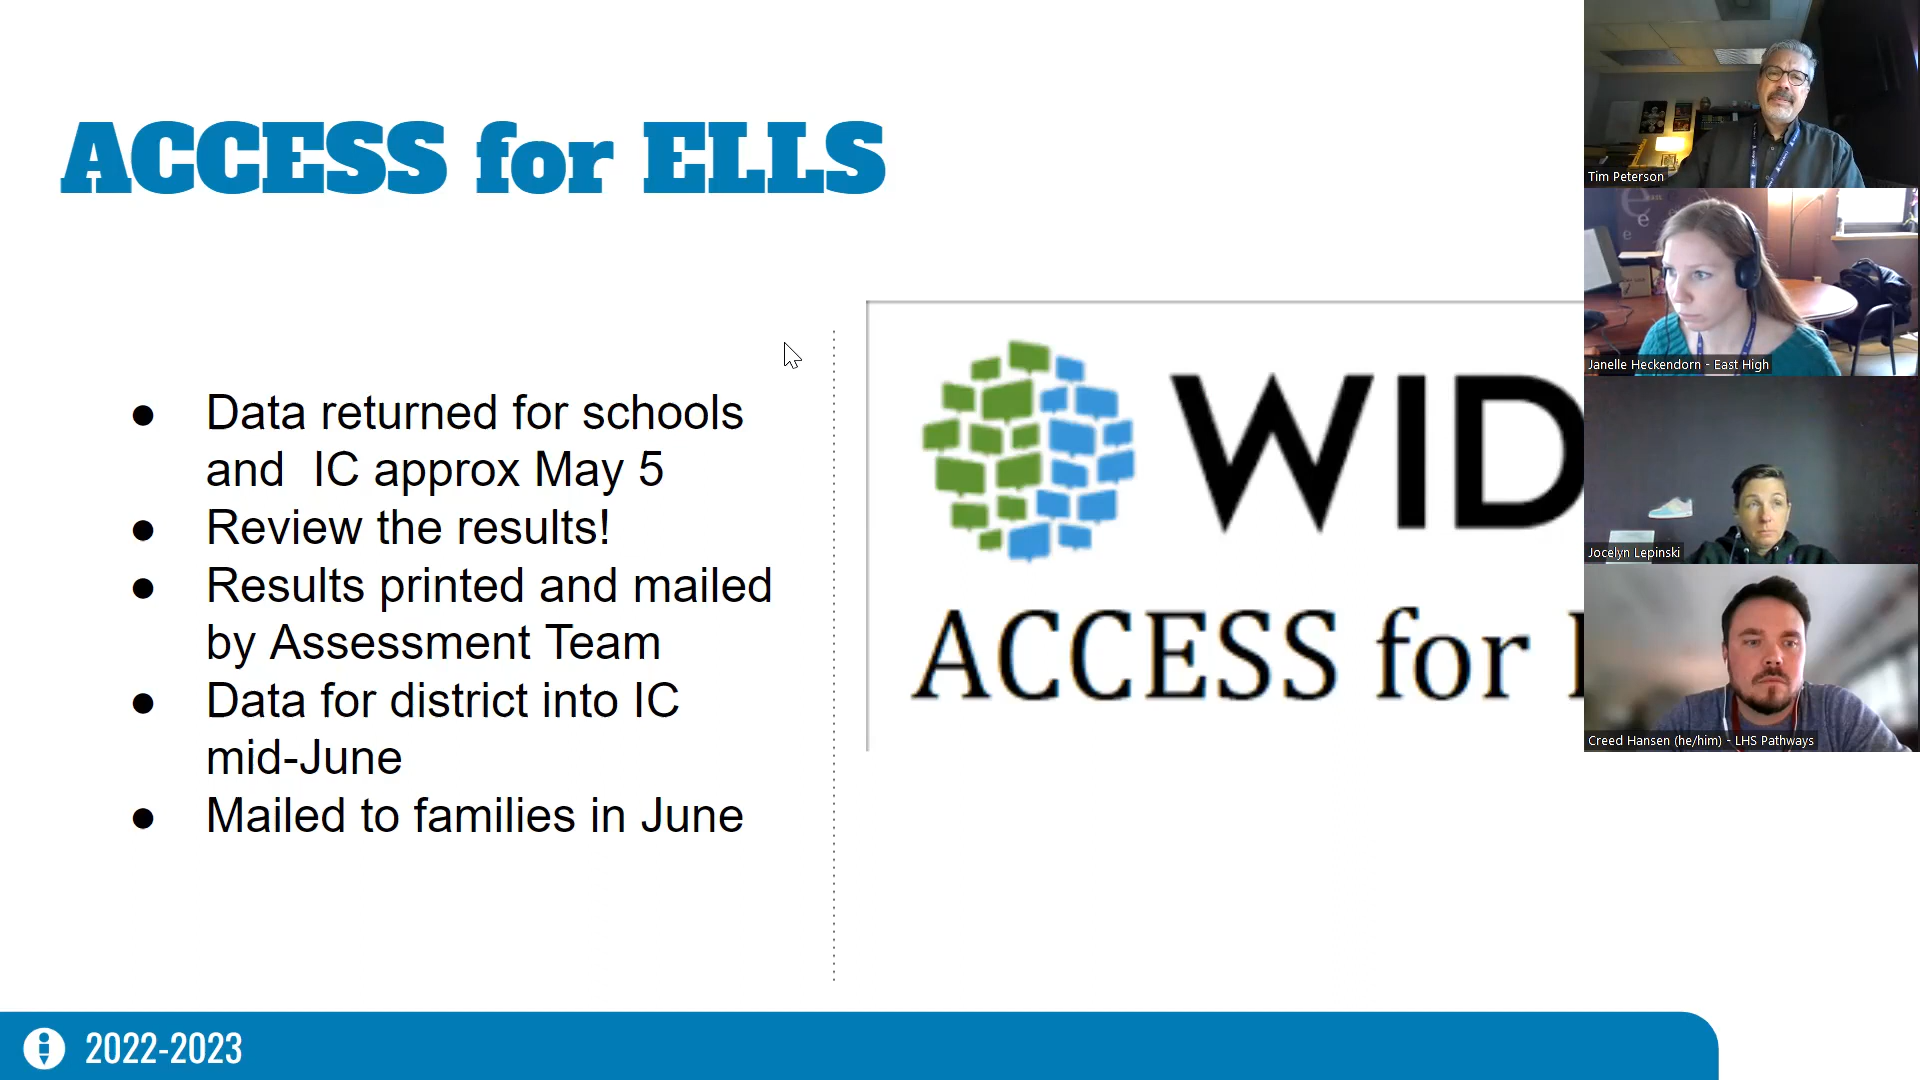 ACCESS for ELLS
● Data returned for schools
and  IC approx May 5
● Review the results!
● Results printed and mailed
by Assessment Team
● Data for district into IC
mid-June
● Mailed to families in June
WID
ACCESS for
2022-2023
Tim Peterson
Janelle Heckendorn - East High
Jocelyn Lepinski
Creed Hansen (he/him) - LHS Pathways